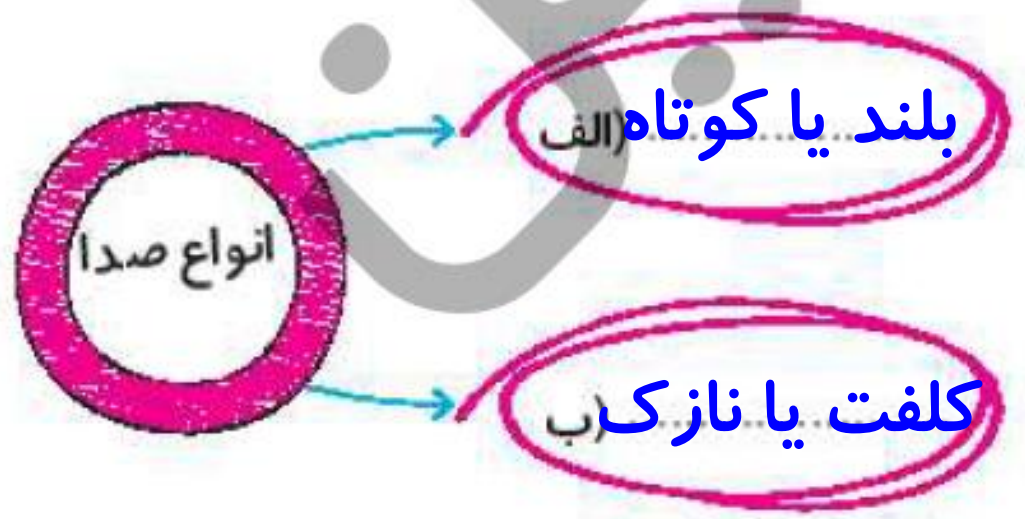 انواع صدا
الف) بلند یا کوتاه
ب) کلفت یا نازک